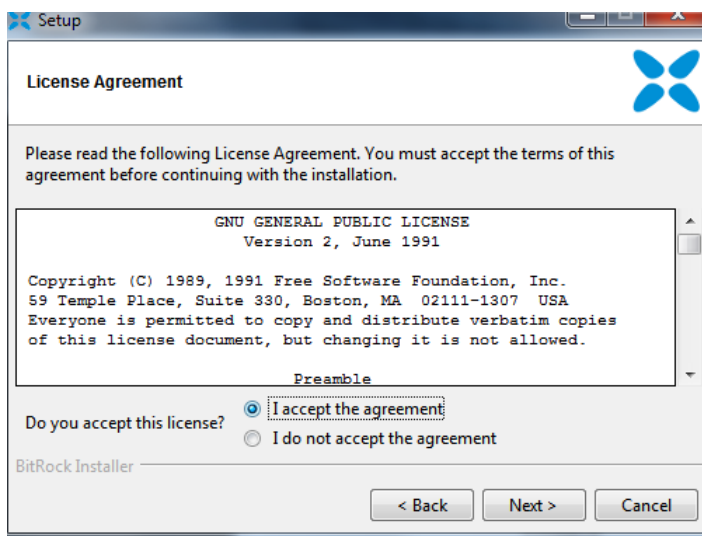 Setup
License Agreement
Please read the following License Agreement. You must accept the terms of this
agreement before continuing with the installation.
GNU GENERAL PUBLIC LICENSE
Version 2, June 1991
Copyright (C) 1989, 1991 Free Software Foundation, Inc.
59 Temple Place, Suite 330, Boston, MA  02111-1307  USA
Everyone is permitted to copy and distribute verbatim copies
of this license document, but changing it is not allowed.
Preamble
Do you accept this license?
I accept the agreement
I do not accept the agreement
BitRock Installer
< Back
Next >
Cancel